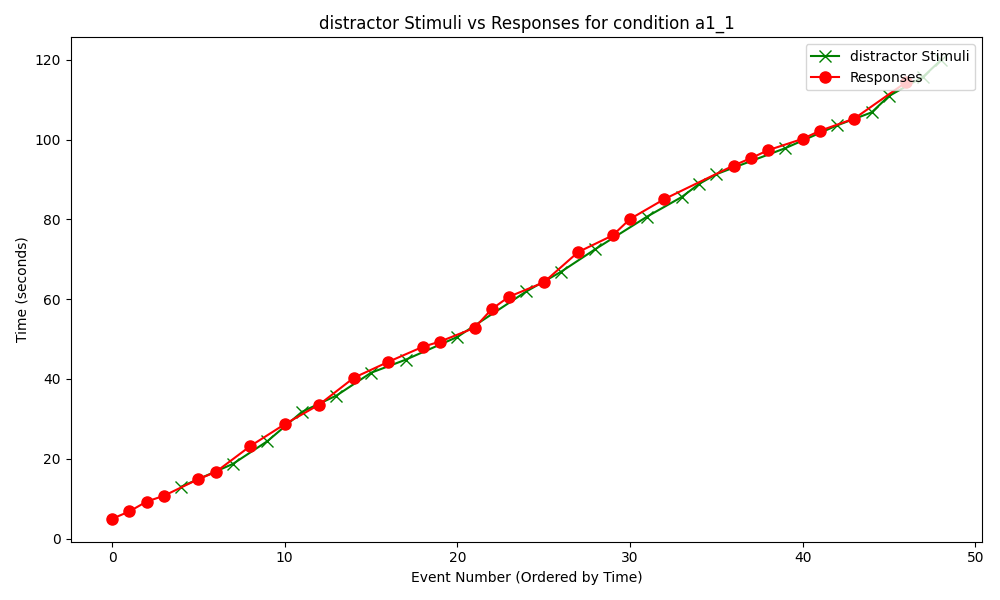 distractor Stimuli vs Responses for condition a1_1
distractor Stimuli
Responses
120
100
80
60
40
20
0
Time (seconds)
0 10 20 30 40 50
Event Number (Ordered by Time)